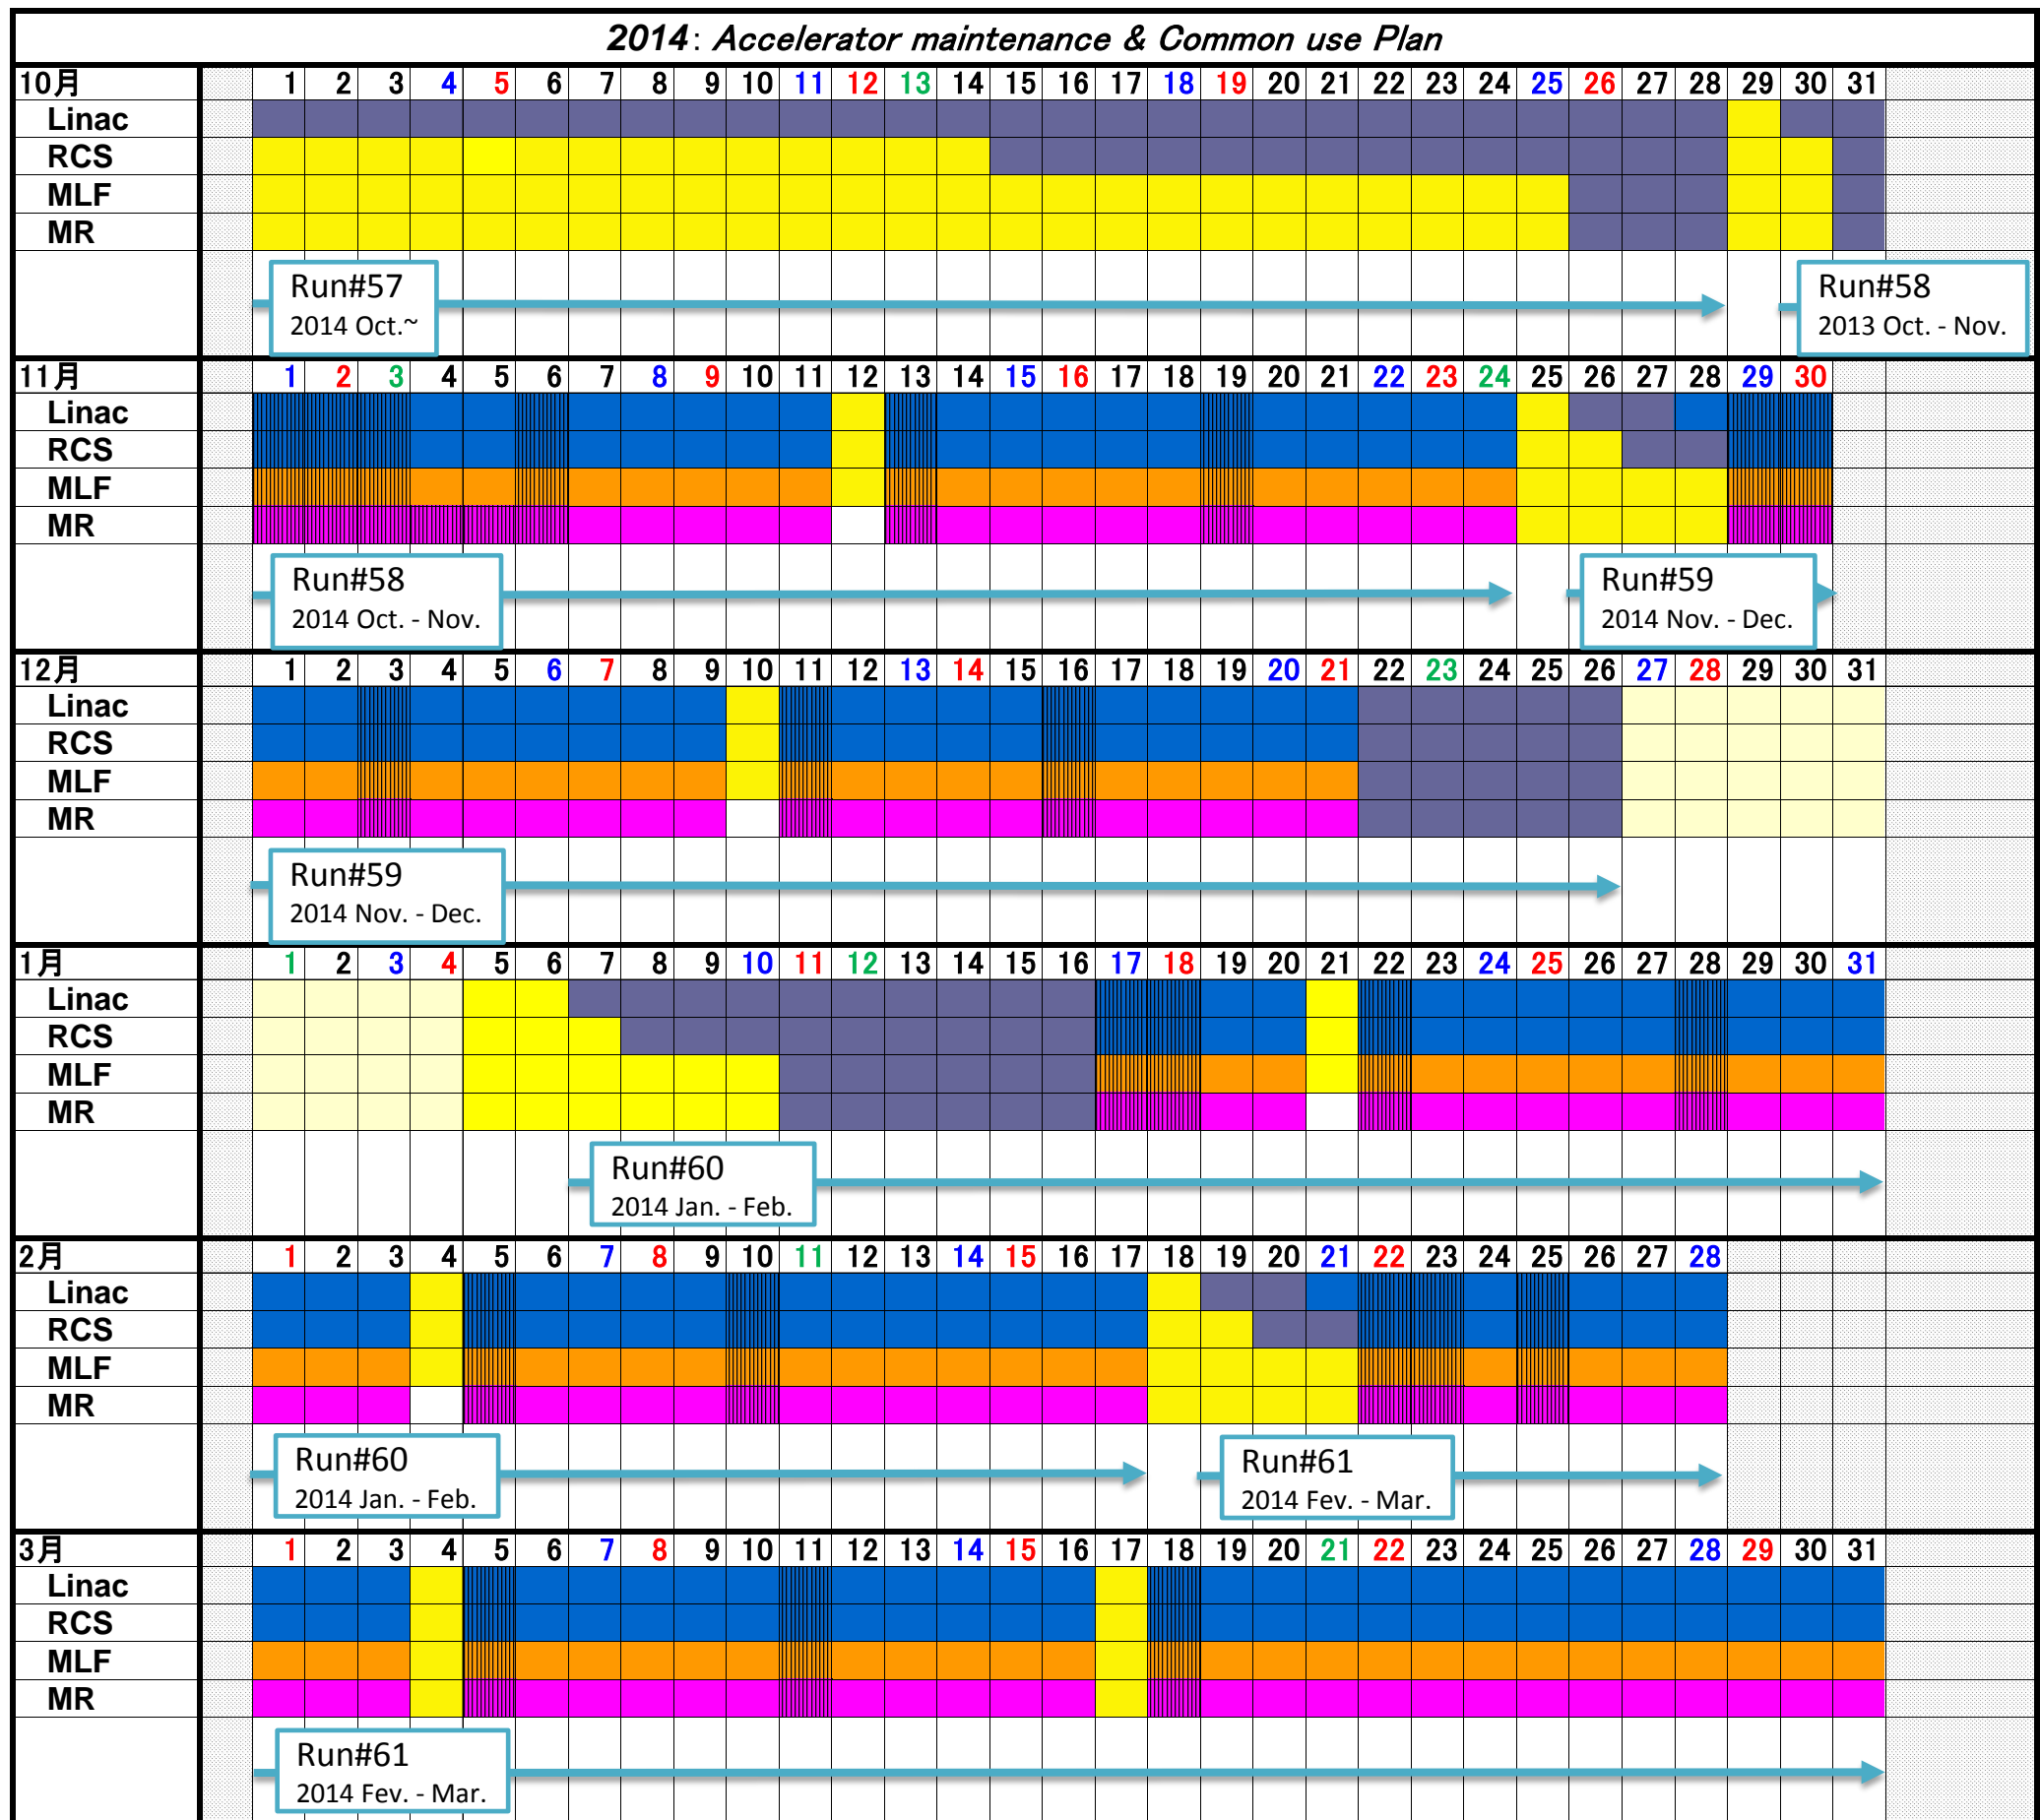 2014: Accelerator maintenance & Common use Plan
10月 1 2 3 4 5 6 7 8 9 10 11 12 13 14 15 16 17 18 19 20 21 22 23 24 25 26 27 28 29 30 31
Linac
RCS
MLF
MR
Run#57
2014 Oct.~
Run#58
2013 Oct. - Nov.
11月 1 2 3 4 5 6 7 8 9 10 11 12 13 14 15 16 17 18 19 20 21 22 23 24 25 26 27 28 29 30
Linac
RCS
MLF
MR
Run#58
2014 Oct. - Nov.
Run#59
2014 Nov. - Dec.
12月 1 2 3 4 5 6 7 8 9 10 11 12 13 14 15 16 17 18 19 20 21 22 23 24 25 26 27 28 29 30 31
Linac
RCS
MLF
MR
Run#59
2014 Nov. - Dec.
1月 1 2 3 4 5 6 7 8 9 10 11 12 13 14 15 16 17 18 19 20 21 22 23 24 25 26 27 28 29 30 31
Linac
RCS
MLF
MR
Run#60
2014 Jan. - Feb.
2月 1 2 3 4 5 6 7 8 9 10 11 12 13 14 15 16 17 18 19 20 21 22 23 24 25 26 27 28
Linac
RCS
MLF
MR
Run#60
2014 Jan. - Feb.
Run#61
2014 Fev. - Mar.
3月 1 2 3 4 5 6 7 8 9 10 11 12 13 14 15 16 17 18 19 20 21 22 23 24 25 26 27 28 29 30 31
Linac
RCS
MLF
MR
Run#61
2014 Fev. - Mar.